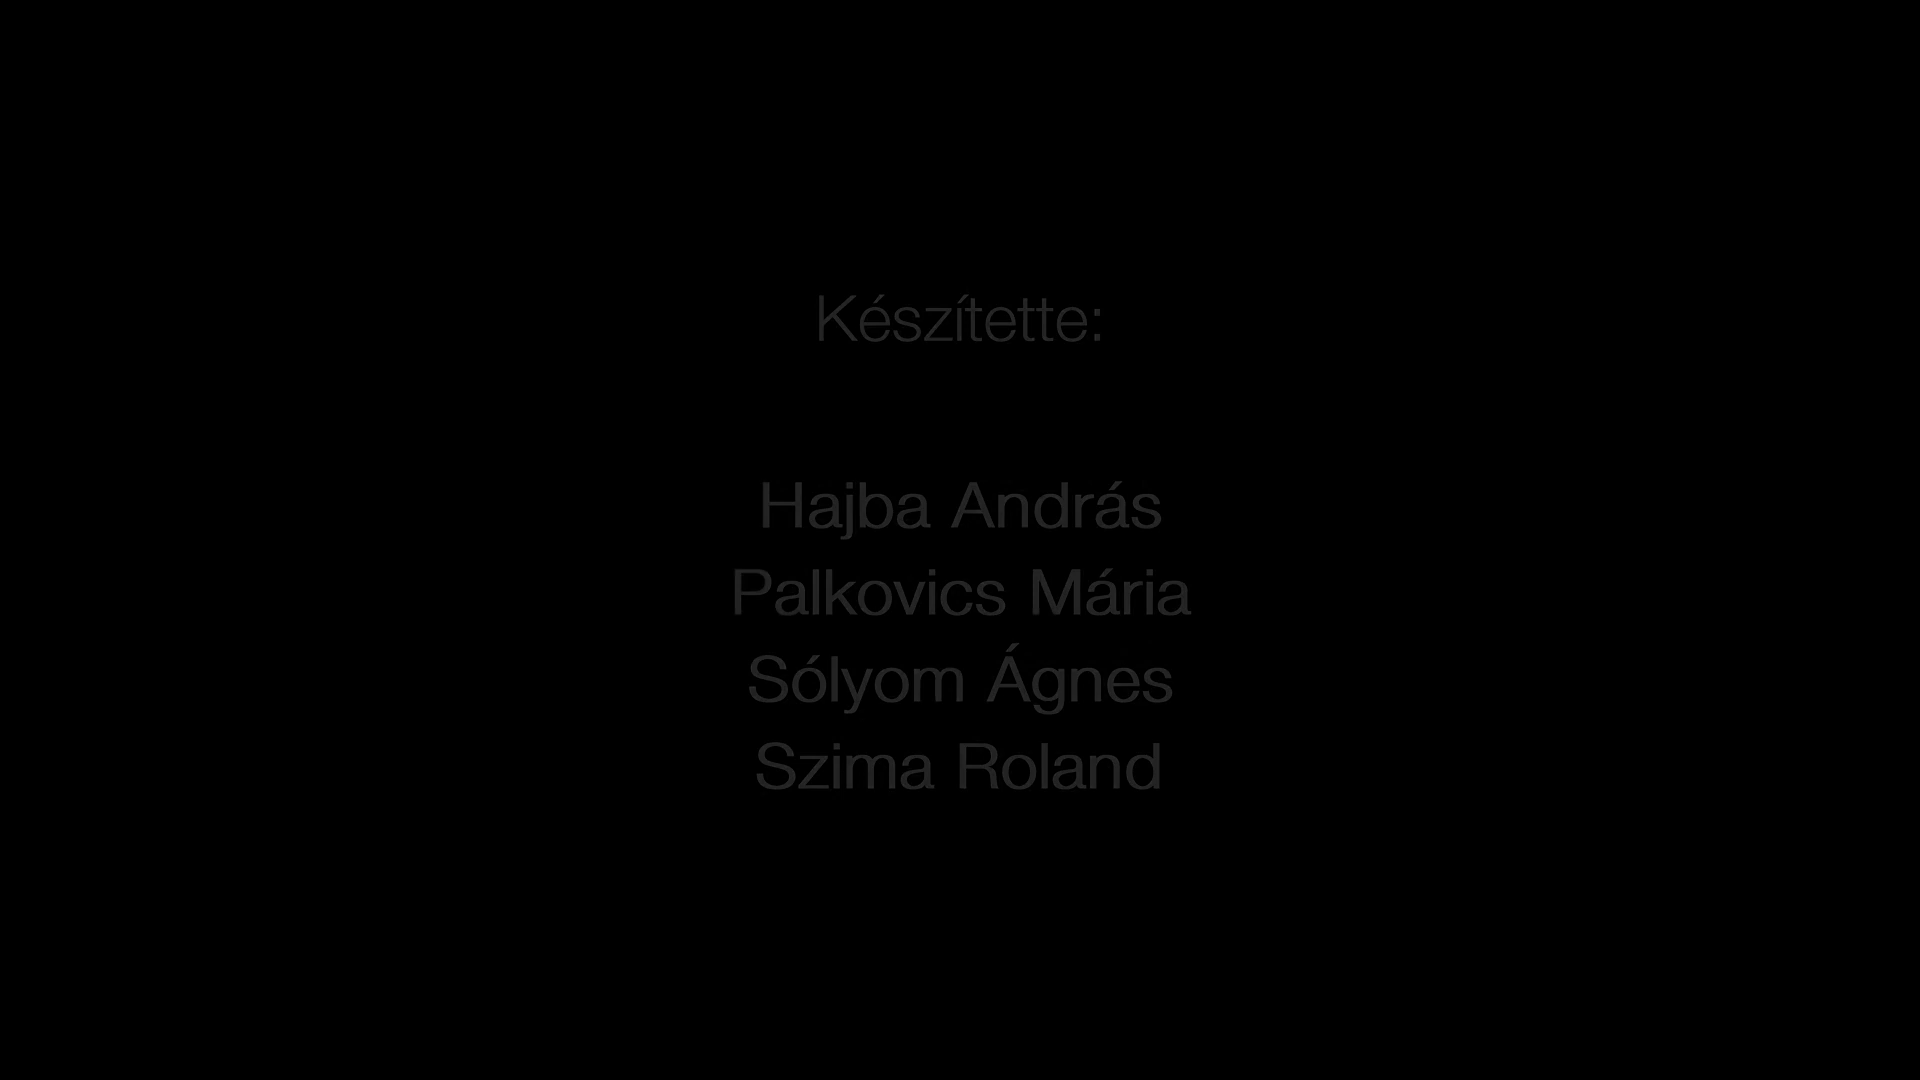 Készítette:
Hajba András
Palkovics Mária
Sólyom Ágnes
Szima Roland